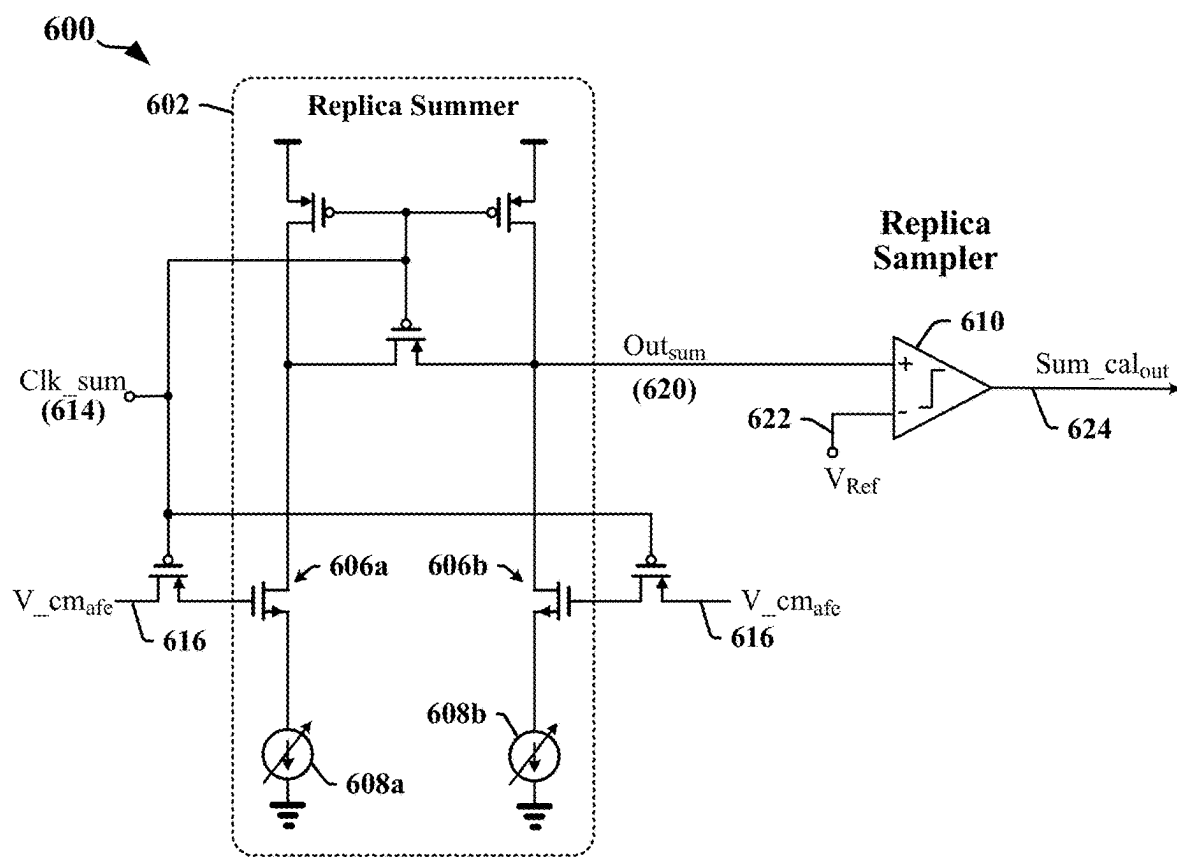 600
602
Replica Summer
Replica
Sampler
610
Out_sum
(620)
Sum_cal_out
Clk_sum
(614)
622
624
V_Ref
606a
606b
V_cm_afe
V_cm_afe
616
616
608b
608a
+
-